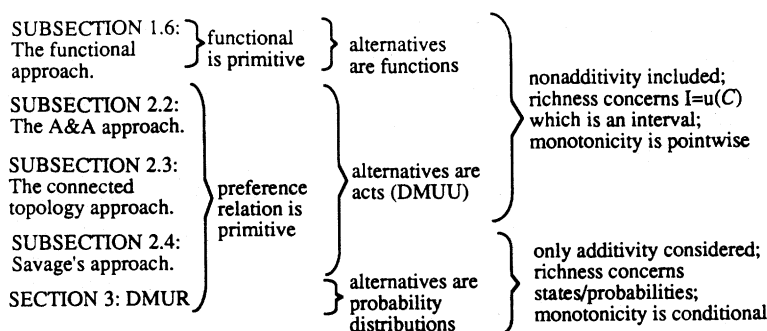 SUBSECTION 1.6:
The functional
approach.
functional
is primitive
alternatives
are functions
SUBSECTION 2.2:
The A&A approach.
SUBSECTION 2.3:
The connected
topology approach.
SUBSECTION 2.4:
Savage's approach.
SECTION 3: DMUR
preference
relation is
primitive
alternatives are
acts (DMUU)
alternatives are
probability
distributions
nonadditivity included;
richness concerns I=u(C)
which is an interval;
monotonicity is pointwise
only additivity considered;
richness concerns
states/probabilities;
monotonicity is conditional